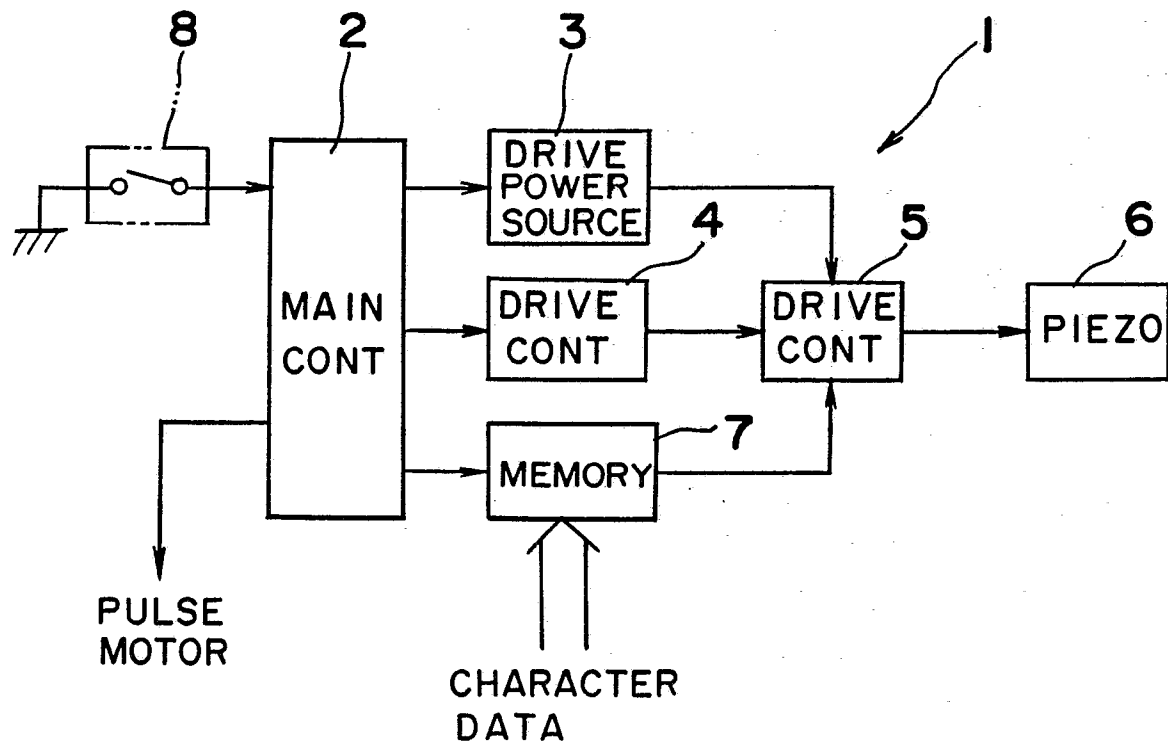 8
2
3
1
DRIVE
POWER
SOURCE
4
5
6
MAIN
CONT
DRIVE
CONT
DRIVE
CONT
PIEZO
7
MEMORY
PULSE
MOTOR
CHARACTER
DATA